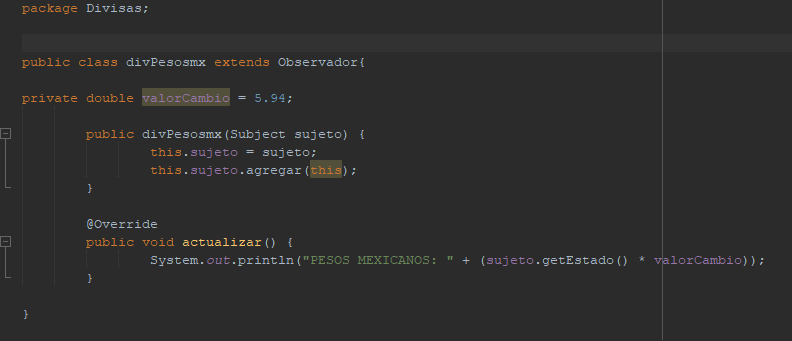 package Divisas;
public class divPesosmx extends Observador{
private double valorCambio = 5.94;
public divPesosmx(Subject sujeto) {
this.sujeto = sujeto;
this.sujeto.agregar(this);
}
@Override
public void actualizar() {
System.out.println("PESOS MEXICANOS: " + (sujeto.getEstado() * valorCambio));
}
}